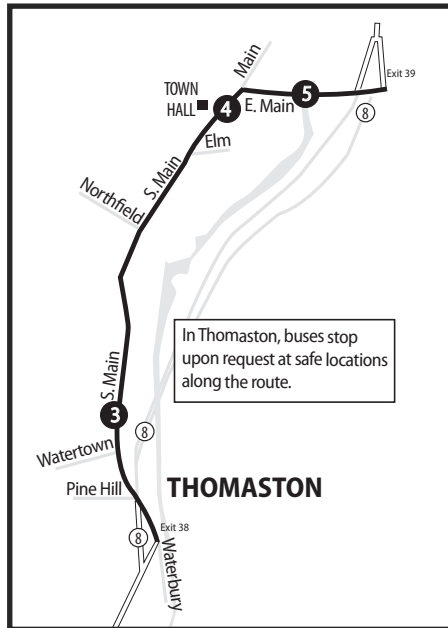 Main
Exit 39
TOWN
HALL
4
E. Main
5
8
Elm
S. Main
Northfield
In Thomaston, buses stop
upon request at safe locations
along the route.
S. Main
3
8
Watertown
Pine Hill
THOMASTON
Exit 38
8
Waterbury